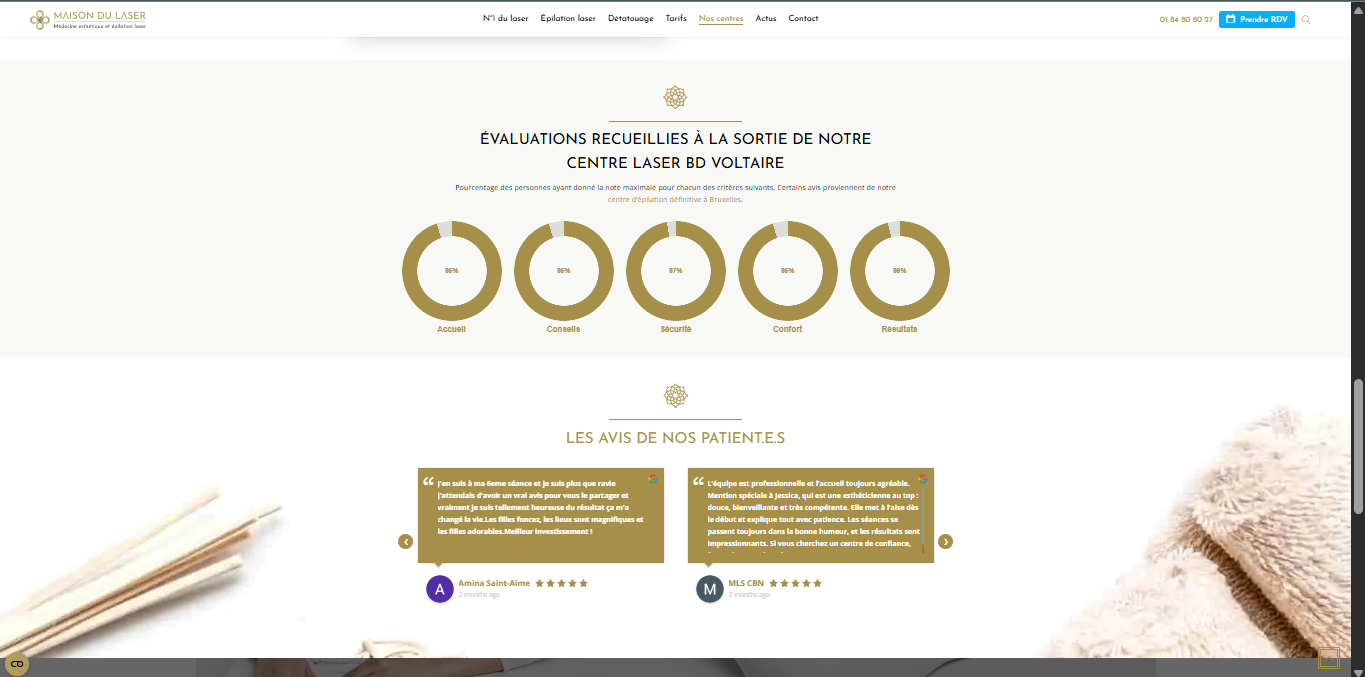 MAISON DU LASER
Médecine esthétique et épilation laser
N°1 du laser
Épilation laser
Détatouage
Tarifs
Nos centres
Actus
Contact
01 84 80 80 27
Prendre RDV
ÉVALUATIONS RECUEILLIES À LA SORTIE DE NOTRE
CENTRE LASER BD VOLTAIRE
Pourcentage des personnes ayant donné la note maximale pour chacun des critères suivants. Certains avis proviennent de notre
centre d'épilation définitive à Bruxelles.
97%
Accueil
Conseils
Sécurité
Confort
Résultats
LES AVIS DE NOS PATIENT.E.S
J'en suis à ma 6eme séance et je suis plus que ravie
j'attendais d'avoir un vrai avis pour vous le partager et
vraiment je suis tellement heureuse du résultat ça m'a
changé la vie.Les filles foncez, les lieux sont magnifiques et
les filles adorables.Meilleur investissement !
Amina Saint-Aime
2 months ago
L'équipe est professionnelle et l'accueil toujours agréable.
Mention spéciale à Jessica, qui est une esthéticienne au top :
douce, bienveillante et très compétente. Elle met à l'aise dès
le début et explique tout avec patience. Les séances se
passent toujours dans la bonne humeur, et les résultats sont
impressionnants. Si vous cherchez un centre de confiance,
MLS CBN
2 months ago
A
M